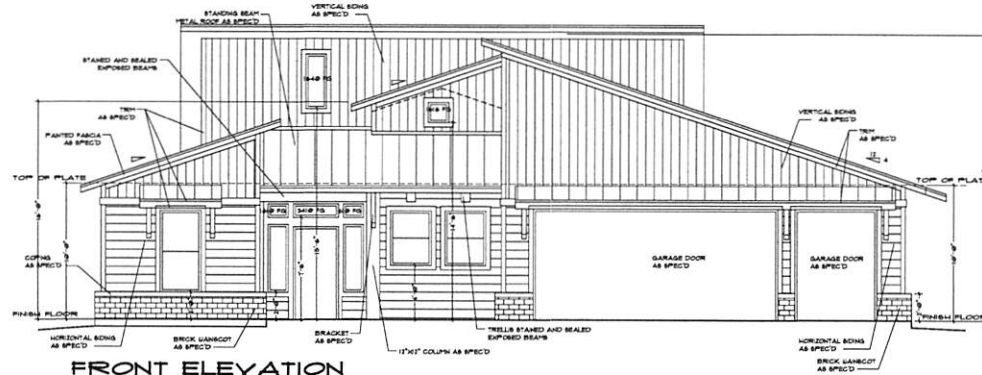 STANDING SEAM
METAL ROOF AS SPEC'D
VERTICAL SIDING
AS SPEC'D
STAINED AND SEALED
EXPOSED BEAMS
TRIM
AS SPEC'D
PAINTED FASCIA
AS SPEC'D
TOP OF PLATE
VERTICAL SIDING
AS SPEC'D
TRIM
AS SPEC'D
12
4
TOP OF PLATE
COPING
AS SPEC'D
GARAGE DOOR
AS SPEC'D
GARAGE DOOR
AS SPEC'D
FINISH FLOOR
FINISH FLOOR
HORIZONTAL SIDING
AS SPEC'D
BRICK WAINSCOT
AS SPEC'D
BRACKET
AS SPEC'D
12"X12" COLUMN AS SPEC'D
TRELLIS STAINED AND SEALED
EXPOSED BEAMS
HORIZONTAL SIDING
AS SPEC'D
BRICK WAINSCOT
AS SPEC'D
FRONT ELEVATION